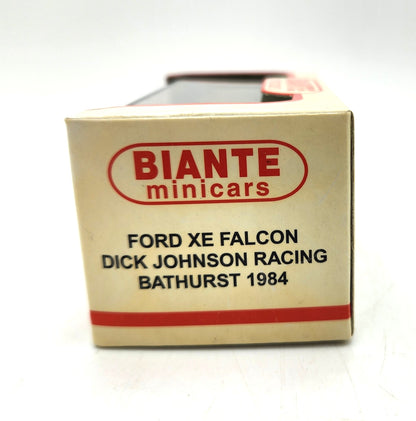 BIANTE
minicars
FORD XE FALCON
DICK JOHNSON RACING
BATHURST 1984